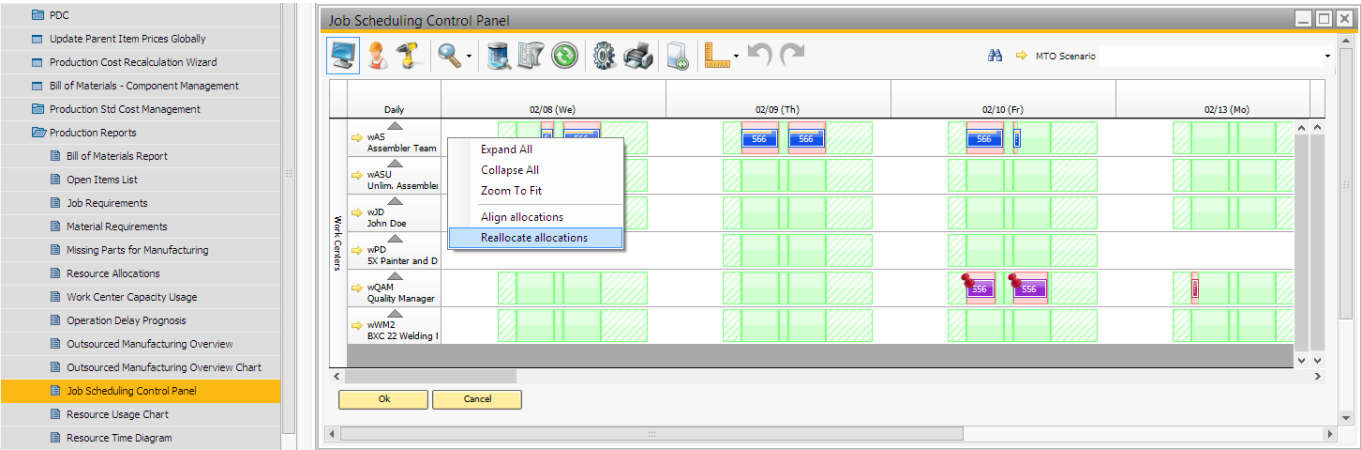 PDC
Update Parent Item Prices Globally
Production Cost Recalculation Wizard
Bill of Materials - Component Management
Production Std Cost Management
Production Reports
Bill of Materials Report
Open Items List
Job Requirements
Material Requirements
Missing Parts for Manufacturing
Resource Allocations
Work Center Capacity Usage
Operation Delay Prognosis
Outsourced Manufacturing Overview
Outsourced Manufacturing Overview Chart
Job Scheduling Control Panel
Resource Usage Chart
Resource Time Diagram
Job Scheduling Control Panel
MTO Scenario
Daily
02/08 (We)
02/09 (Th)
02/10 (Fr)
02/13 (Mo)
Work Centers
wAS
Assembler Team
566
566
566
wASU
Unlim. Assembler
wJD
John Doe
wPD
SX Painter and D
wQAM
Quality Manager
556
556
wWM2
BXC 22 Welding
Expand All
Collapse All
Zoom To Fit
Align allocations
Reallocate allocations
Ok
Cancel